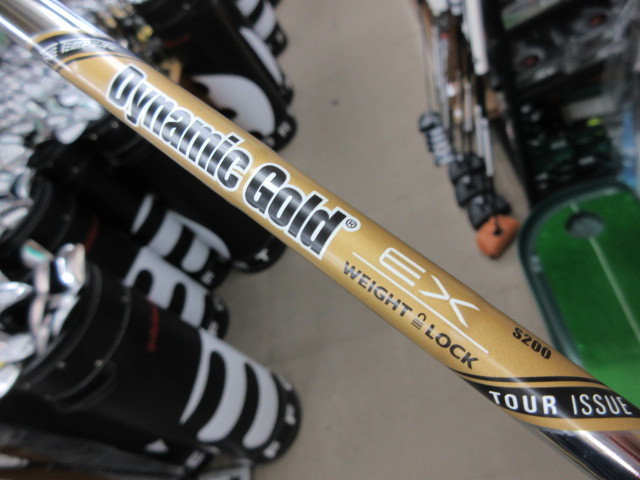 Dynamic Gold®
EX
WEIGHT LOCK
S200
TOUR ISSUE